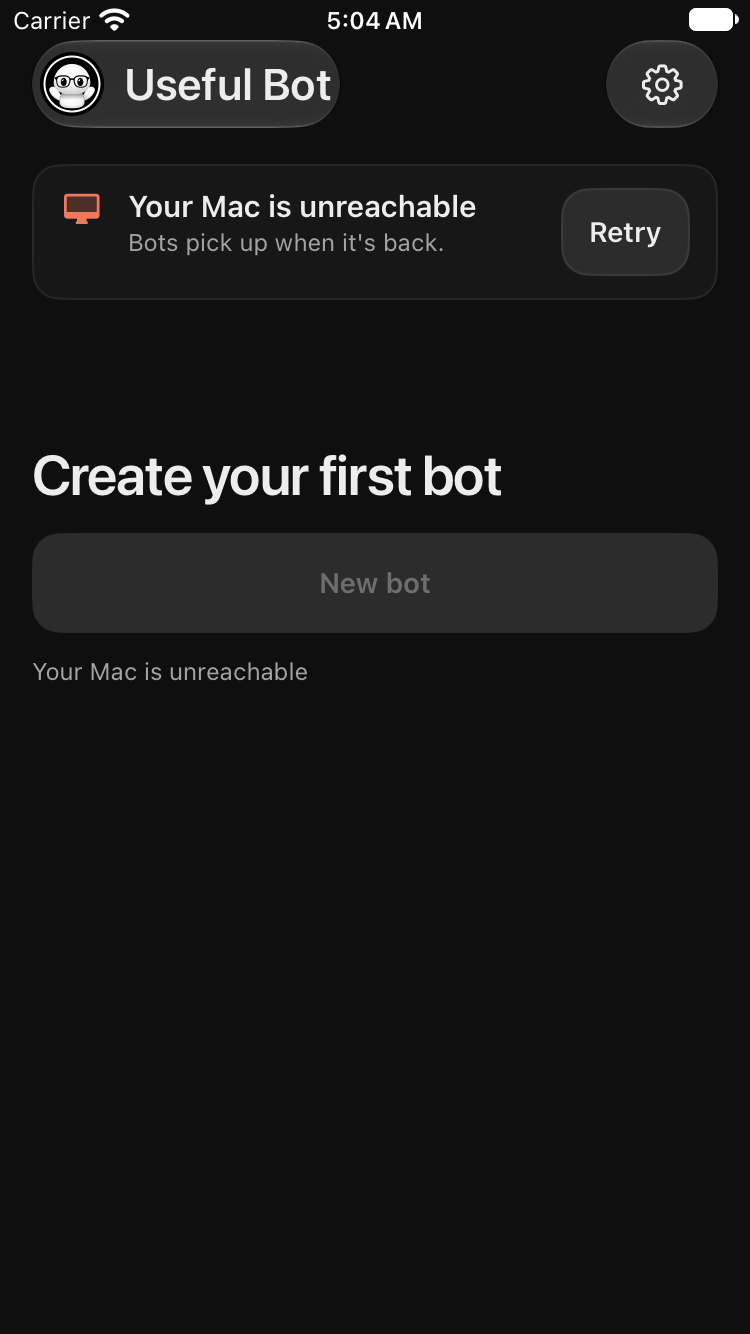 Carrier 5:04 AM
Useful Bot
Your Mac is unreachable
Bots pick up when it's back.
Retry
Create your first bot
New bot
Your Mac is unreachable